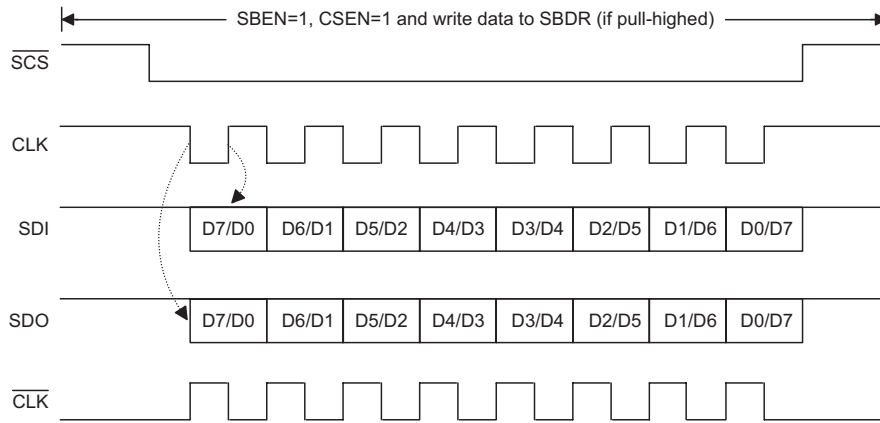 SBEN=1, CSEN=1 and write data to SBDR (if pull-highed)
SCS
CLK
SDI D7/D0 D6/D1 D5/D2 D4/D3 D3/D4 D2/D5 D1/D6 D0/D7
SDO D7/D0 D6/D1 D5/D2 D4/D3 D3/D4 D2/D5 D1/D6 D0/D7
CLK